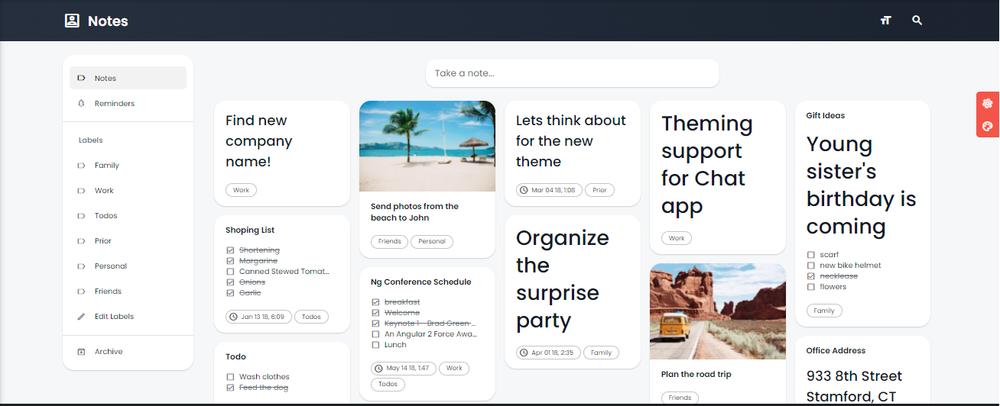 Notes
Take a note...
Notes
Reminders
Labels
Family
Work
Todos
Prior
Personal
Friends
Edit Labels
Archive
Find new
company
name!
Work
Shoping List
Shortening
Margarine
Canned Stewed Tomat...
Onions
Garlic
Jan 13 18, 6:09 Todos
Todo
Wash clothes
Feed the dog
Send photos from the
beach to John
Friends Personal
Ng Conference Schedule
breakfast
Welcome
Keynote 1 - Brad Green ...
An Angular 2 Force Awa...
Lunch
May 14 18, 1:47 Work
Todos
Lets think about
for the new
theme
Mar 04 18, 1:08 Prior
Organize
the
surprise
party
Apr 01 18, 2:35 Family
Theming
support
for Chat
app
Work
Plan the road trip
Friends
Gift Ideas
Young
sister's
birthday is
coming
scarf
new bike helmet
necklease
flowers
Family
Office Address
933 8th Street
Stamford, CT